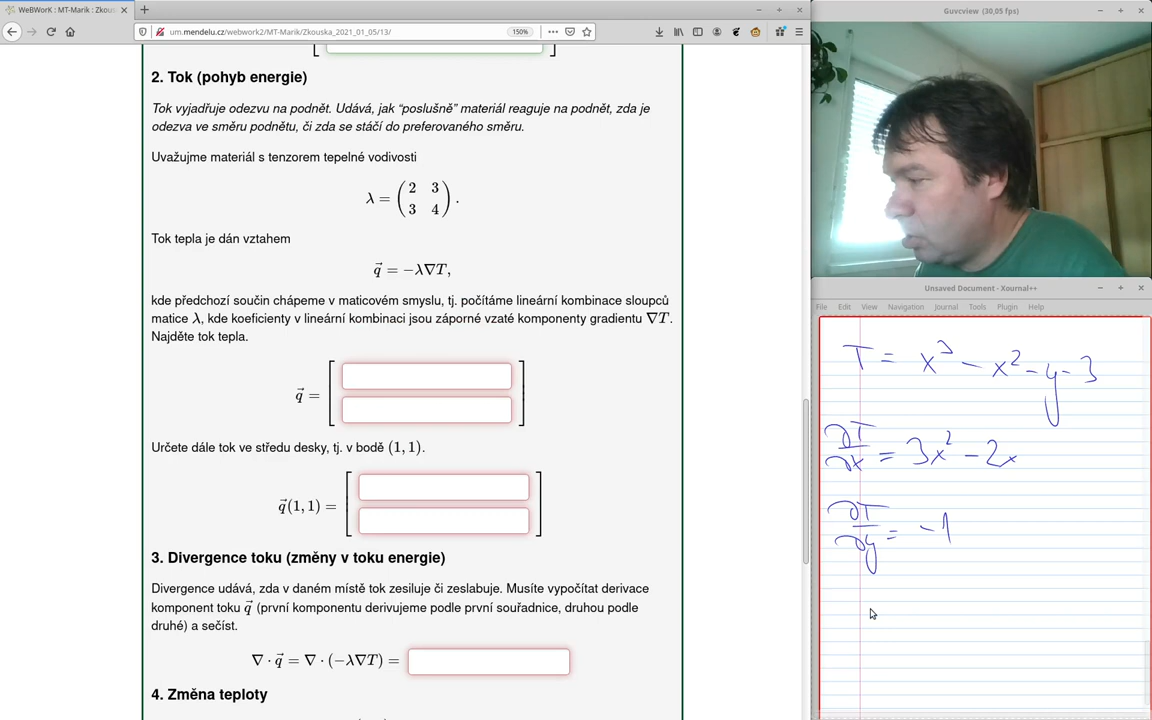 WeBWorK : MT-Marik : Zkous
um.mendelu.cz/webwork2/MT-Marik/Zkouska_2021_01_05/13/
150%
2. Tok (pohyb energie)
Tok vyjadřuje odezvu na podnět. Udává, jak “poslušně” materiál reaguje na podnět, zda je
odezva ve směru podnětu, či zda se stáčí do preferovaného směru.
Uvažujme materiál s tenzorem tepelné vodivosti
λ = ( 2 3
3 4 ) .
Tok tepla je dán vztahem
q⃗ = −λ∇T,
kde předchozí součin chápeme v maticovém smyslu, tj. počítáme lineární kombinace sloupců
matice λ, kde koeficienty v lineární kombinaci jsou záporné vzaté komponenty gradientu ∇T.
Najděte tok tepla.
q⃗ =
Určete dále tok ve středu desky, tj. v bodě (1, 1).
q⃗(1, 1) =
3. Divergence toku (změny v toku energie)
Divergence udává, zda v daném místě tok zesiluje či zeslabuje. Musíte vypočítat derivace
komponent toku q⃗ (první komponentu derivujeme podle první souřadnice, druhou podle
druhé) a sečíst.
∇ · q⃗ = ∇ · (−λ∇T) =
4. Změna teploty
Guvcview (30,05 fps)
Unsaved Document - Xournal++
File Edit View Navigation Journal Tools Plugin Help
T = x³ − x² − y − 3
∂T/∂x = 3x² − 2x
∂T/∂y = −1